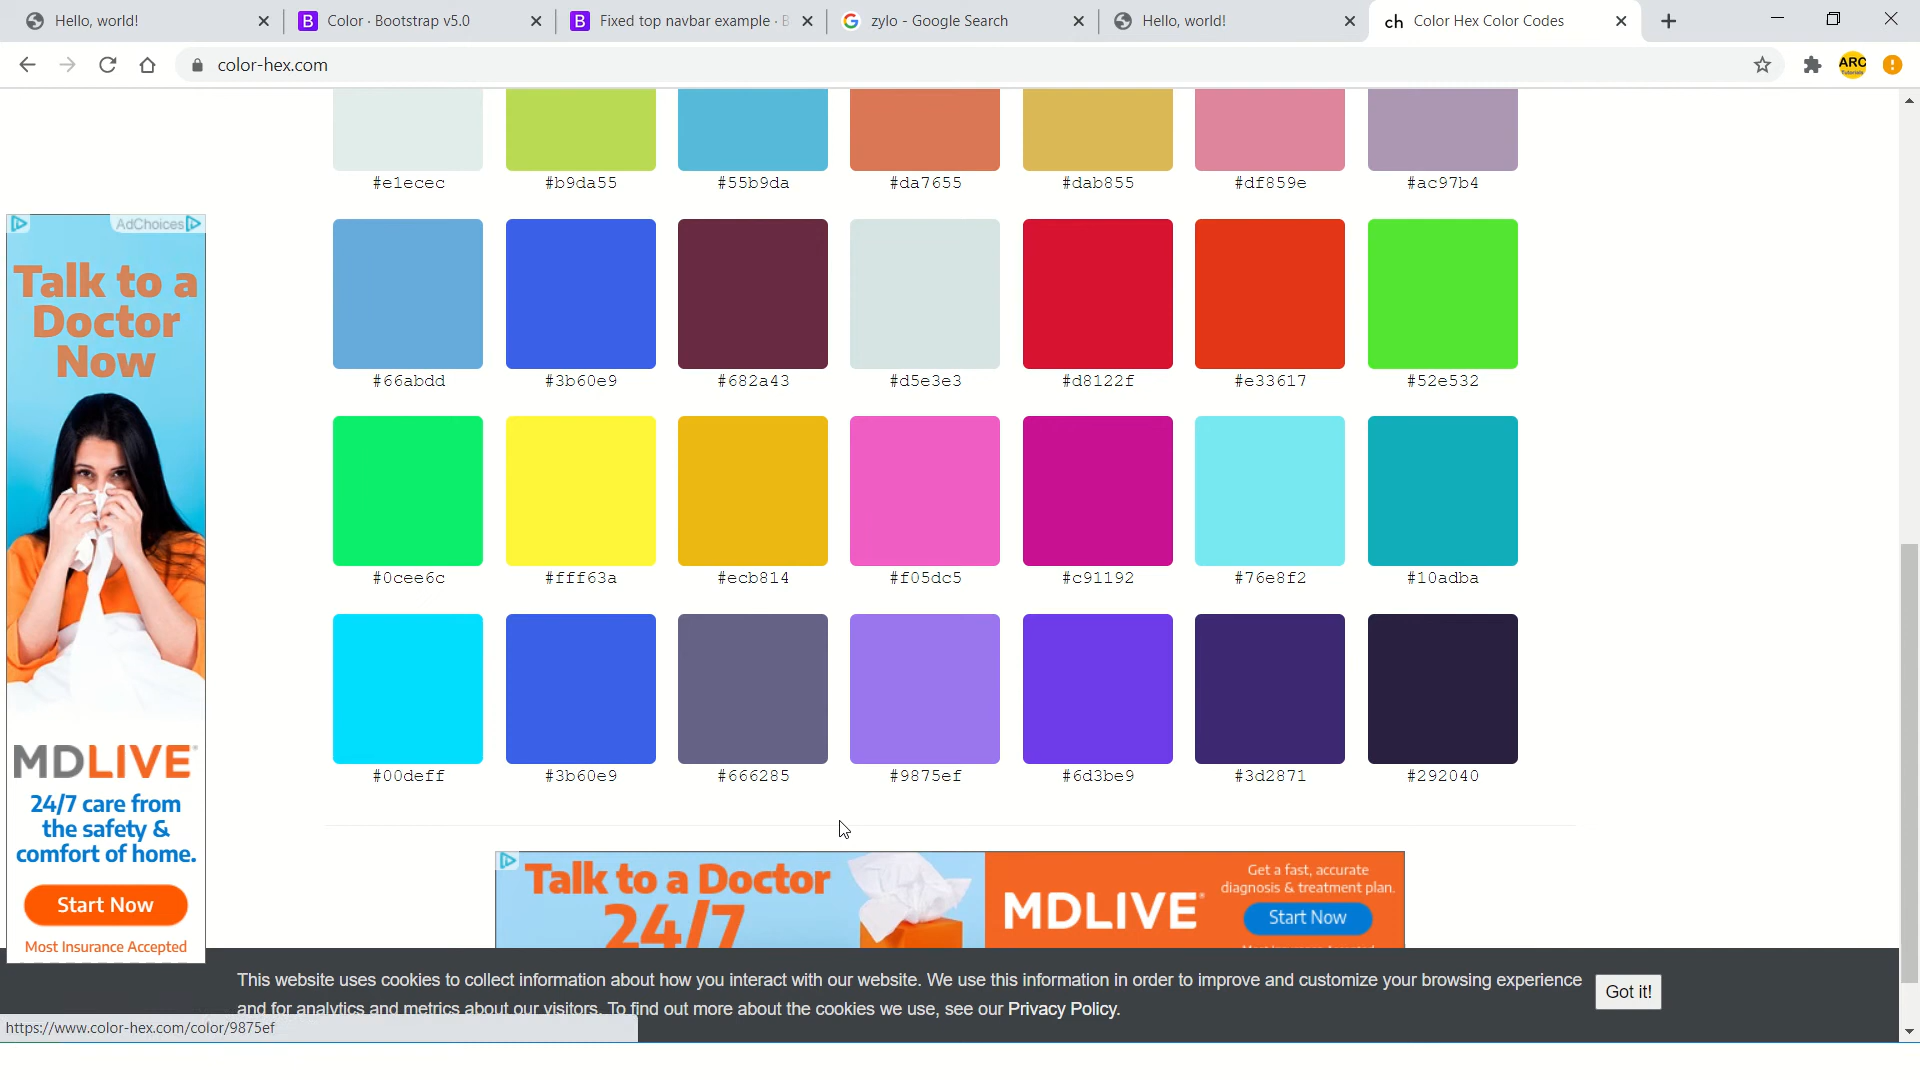 Hello, world!
Color · Bootstrap v5.0
Fixed top navbar example · B
zylo - Google Search
Hello, world!
ch Color Hex Color Codes
color-hex.com
ARC
Tutorials
#e1ecec #b9da55 #55b9da #da7655 #dab855 #df859e #ac97b4
#66abdd #3b60e9 #682a43 #d5e3e3 #d8122f #e33617 #52e532
#0cee6c #fff63a #ecb814 #f05dc5 #c91192 #76e8f2 #10adba
#00deff #3b60e9 #666285 #9875ef #6d3be9 #3d2871 #292040
AdChoices
Talk to a
Doctor
Now
MDLIVE
24/7 care from
the safety &
comfort of home.
Start Now
Most Insurance Accepted
Talk to a Doctor
24/7
MDLIVE
Get a fast, accurate
diagnosis & treatment plan.
Start Now
This website uses cookies to collect information about how you interact with our website. We use this information in order to improve and customize your browsing experience
and for analytics and metrics about our visitors. To find out more about the cookies we use, see our Privacy Policy.
Got it!
https://www.color-hex.com/color/9875ef